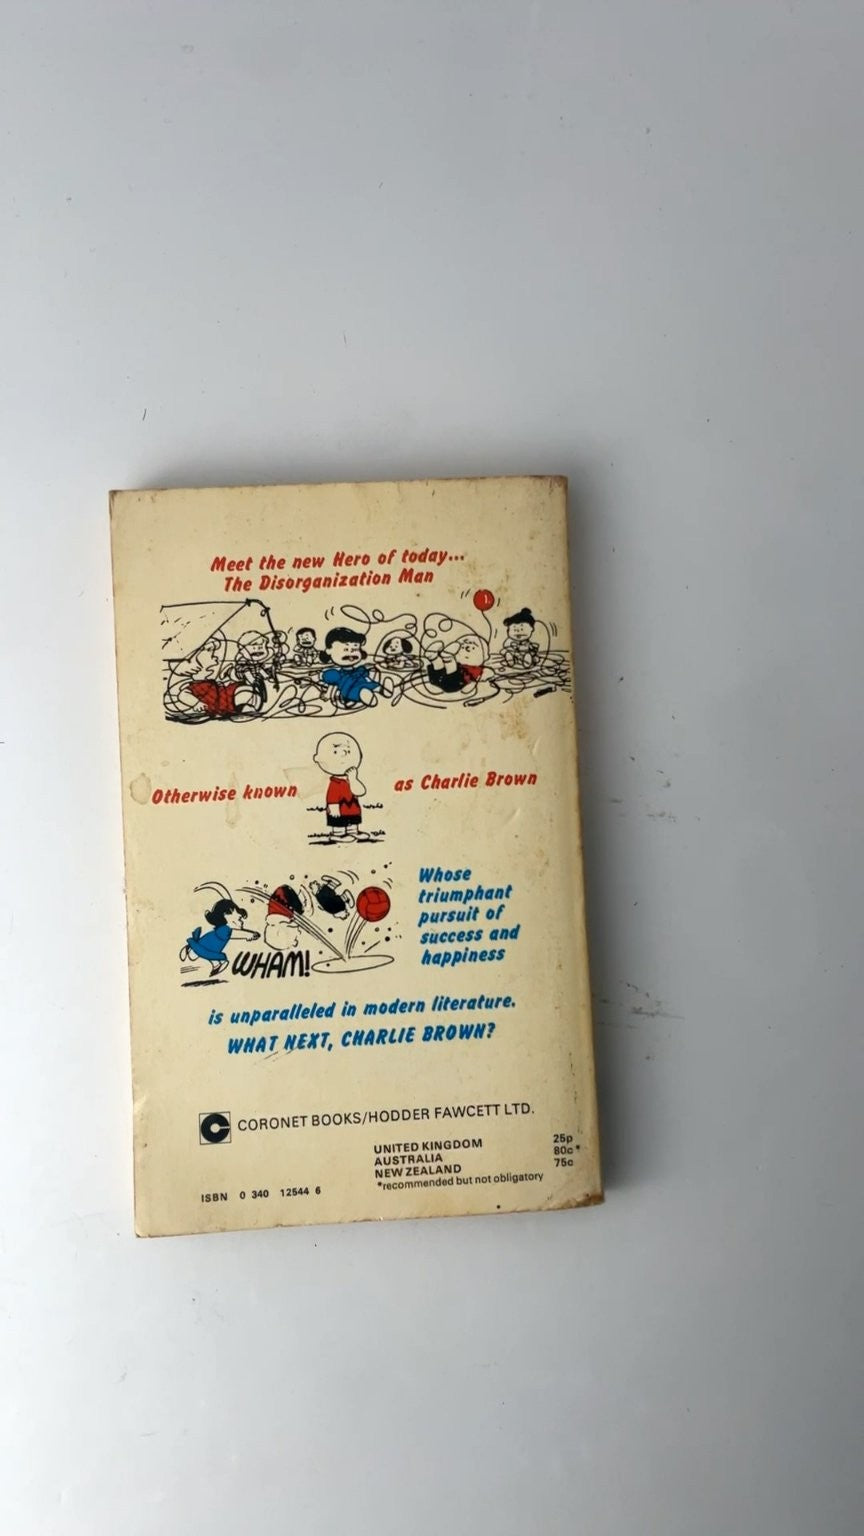 Meet the new Hero of today...
The Disorganization Man
1.
Otherwise known as Charlie Brown
Whose
triumphant
pursuit of
success and
happiness
WHAM!
is unparalleled in modern literature.
WHAT NEXT, CHARLIE BROWN?
C CORONET BOOKS/HODDER FAWCETT LTD.
UNITED KINGDOM 25p
AUSTRALIA 80c*
NEW ZEALAND 75c
*recommended but not obligatory
ISBN 0 340 12544 6